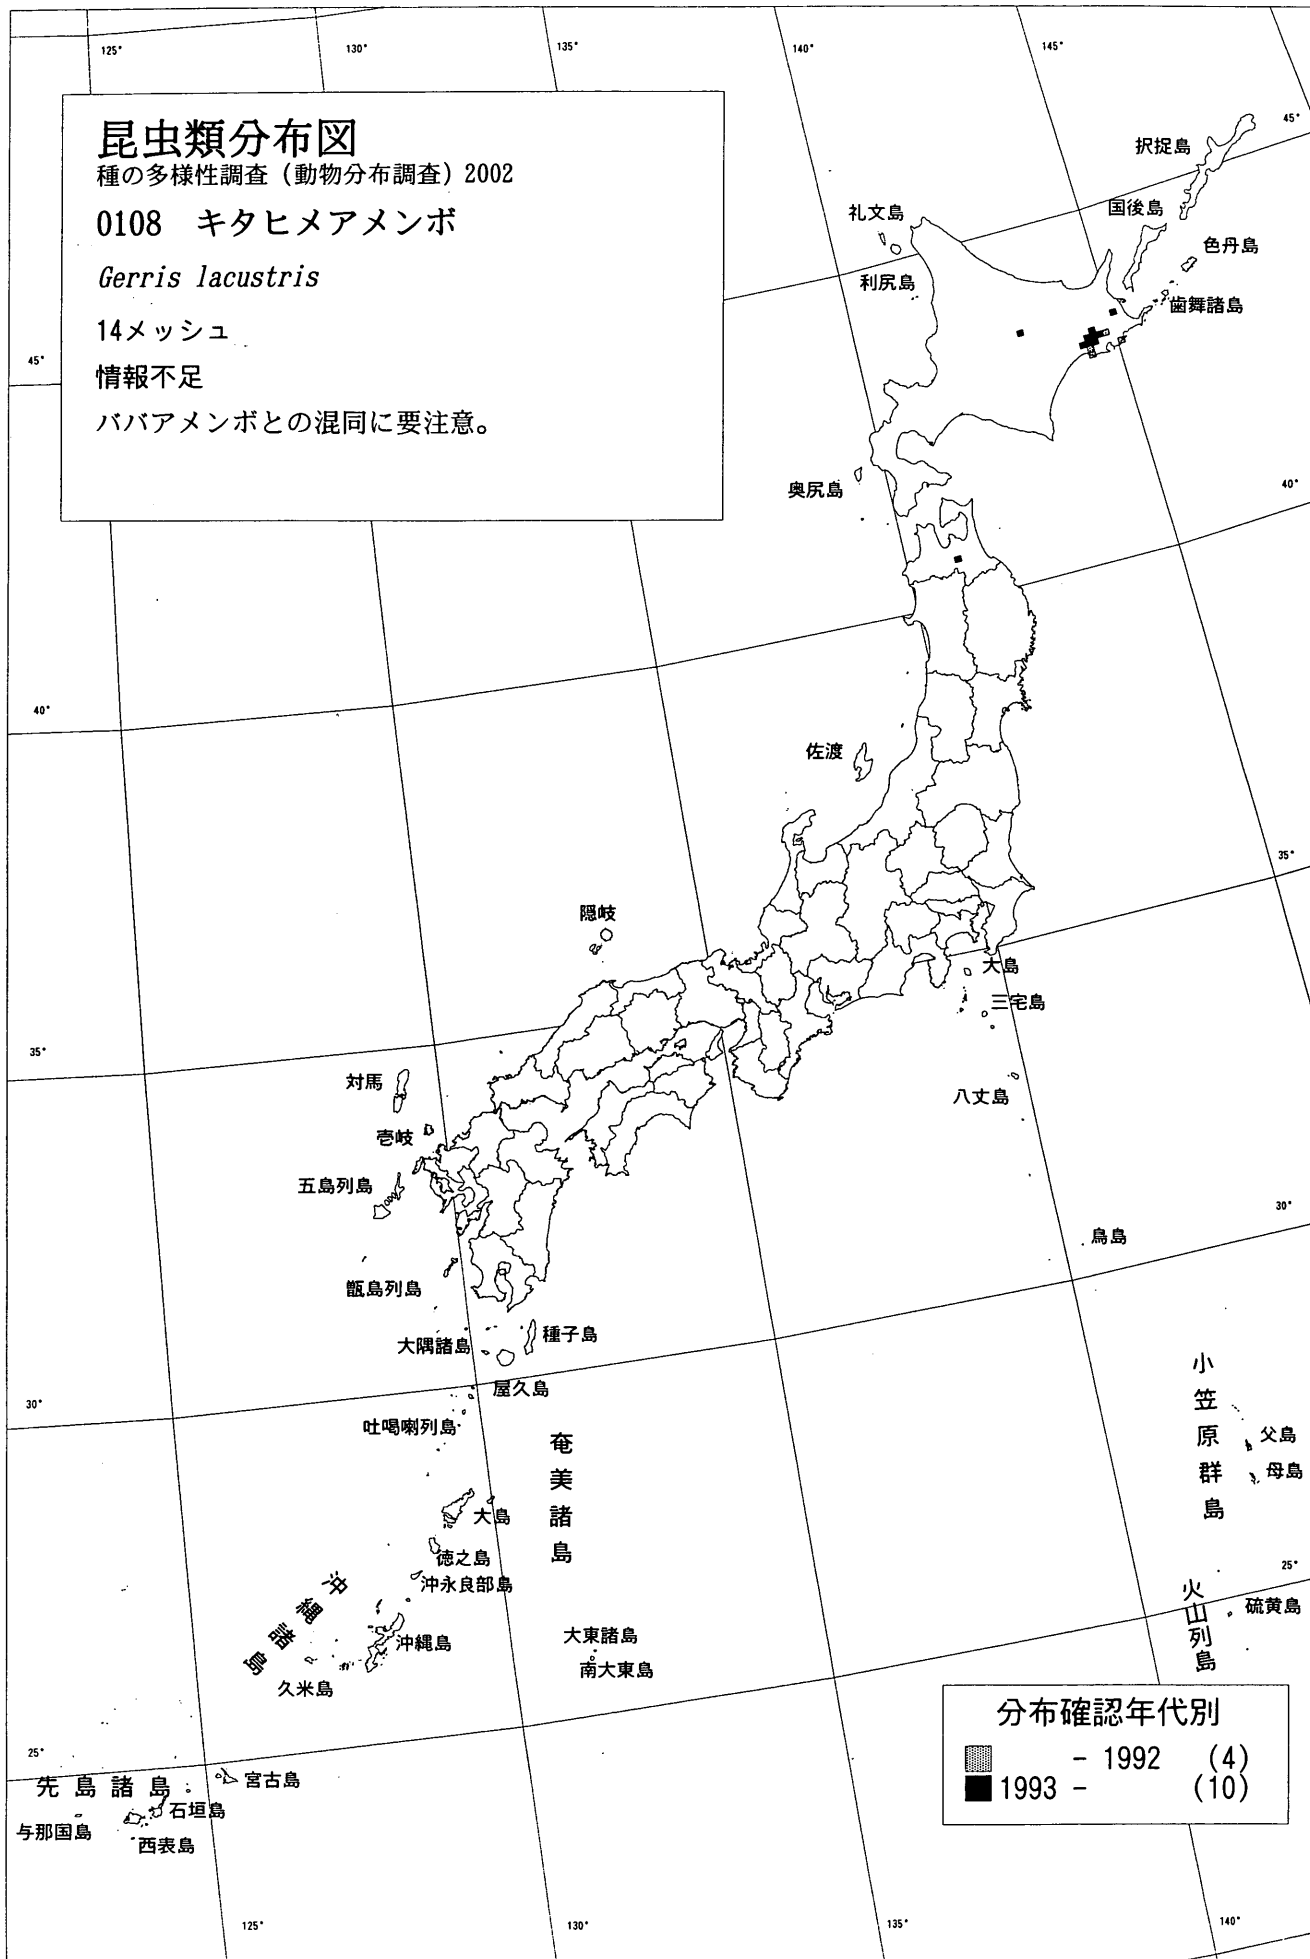 125°
130°
135°
140°
145°
昆虫類分布図
種の多様性調査（動物分布調査）2002
0108　キタヒメアメンボ
Gerris lacustris
14メッシュ
情報不足
ババアメンボとの混同に要注意。
45°
択捉島
国後島
色丹島
歯舞諸島
礼文島
利尻島
45°
奥尻島
40°
40°
佐渡
35°
隠岐
大島
三宅島
八丈島
35°
対馬
壱岐
五島列島
甑島列島
30°
鳥島
大隅諸島
種子島
屋久島
30°
吐喝喇列島
奄美諸島
小笠原群島
父島
母島
大島
徳之島
沖永良部島
沖縄諸島
沖縄島
久米島
大東諸島
南大東島
25°
火山列島
硫黄島
25°
先島諸島
宮古島
石垣島
与那国島
西表島
分布確認年代別
- 1992 (4)
1993 - (10)
125°
130°
135°
140°